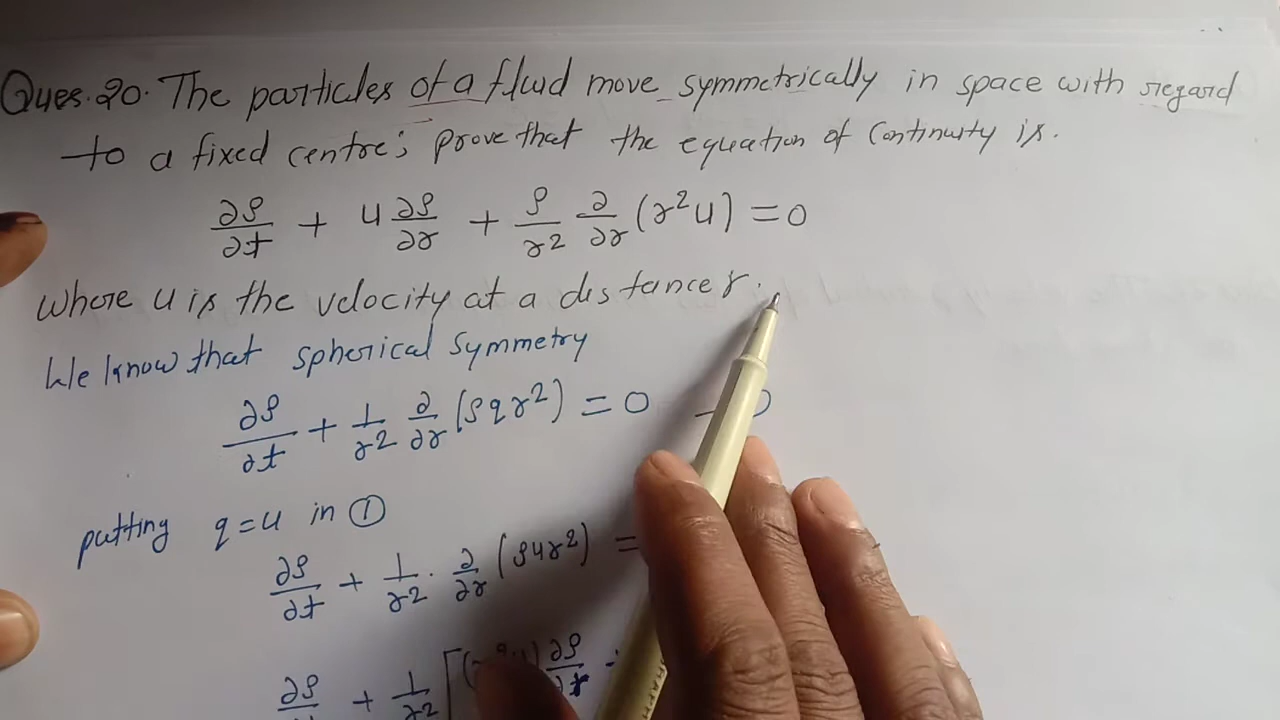 Ques.20. The particles of a fluid move symmetrically in space with regard
to a fixed centre; prove that the equation of Continuity is.
∂ρ/∂t + u ∂ρ/∂r + ρ/r² ∂/∂r (r²u) = 0
where u is the velocity at a distance r.
We know that spherical symmetry
∂ρ/∂t + 1/r² ∂/∂r (ρqr²) = 0
putting q = u in ①
∂ρ/∂t + 1/r² · ∂/∂r (ρur²) =
∂ρ + 1/r² [ ∂ρ